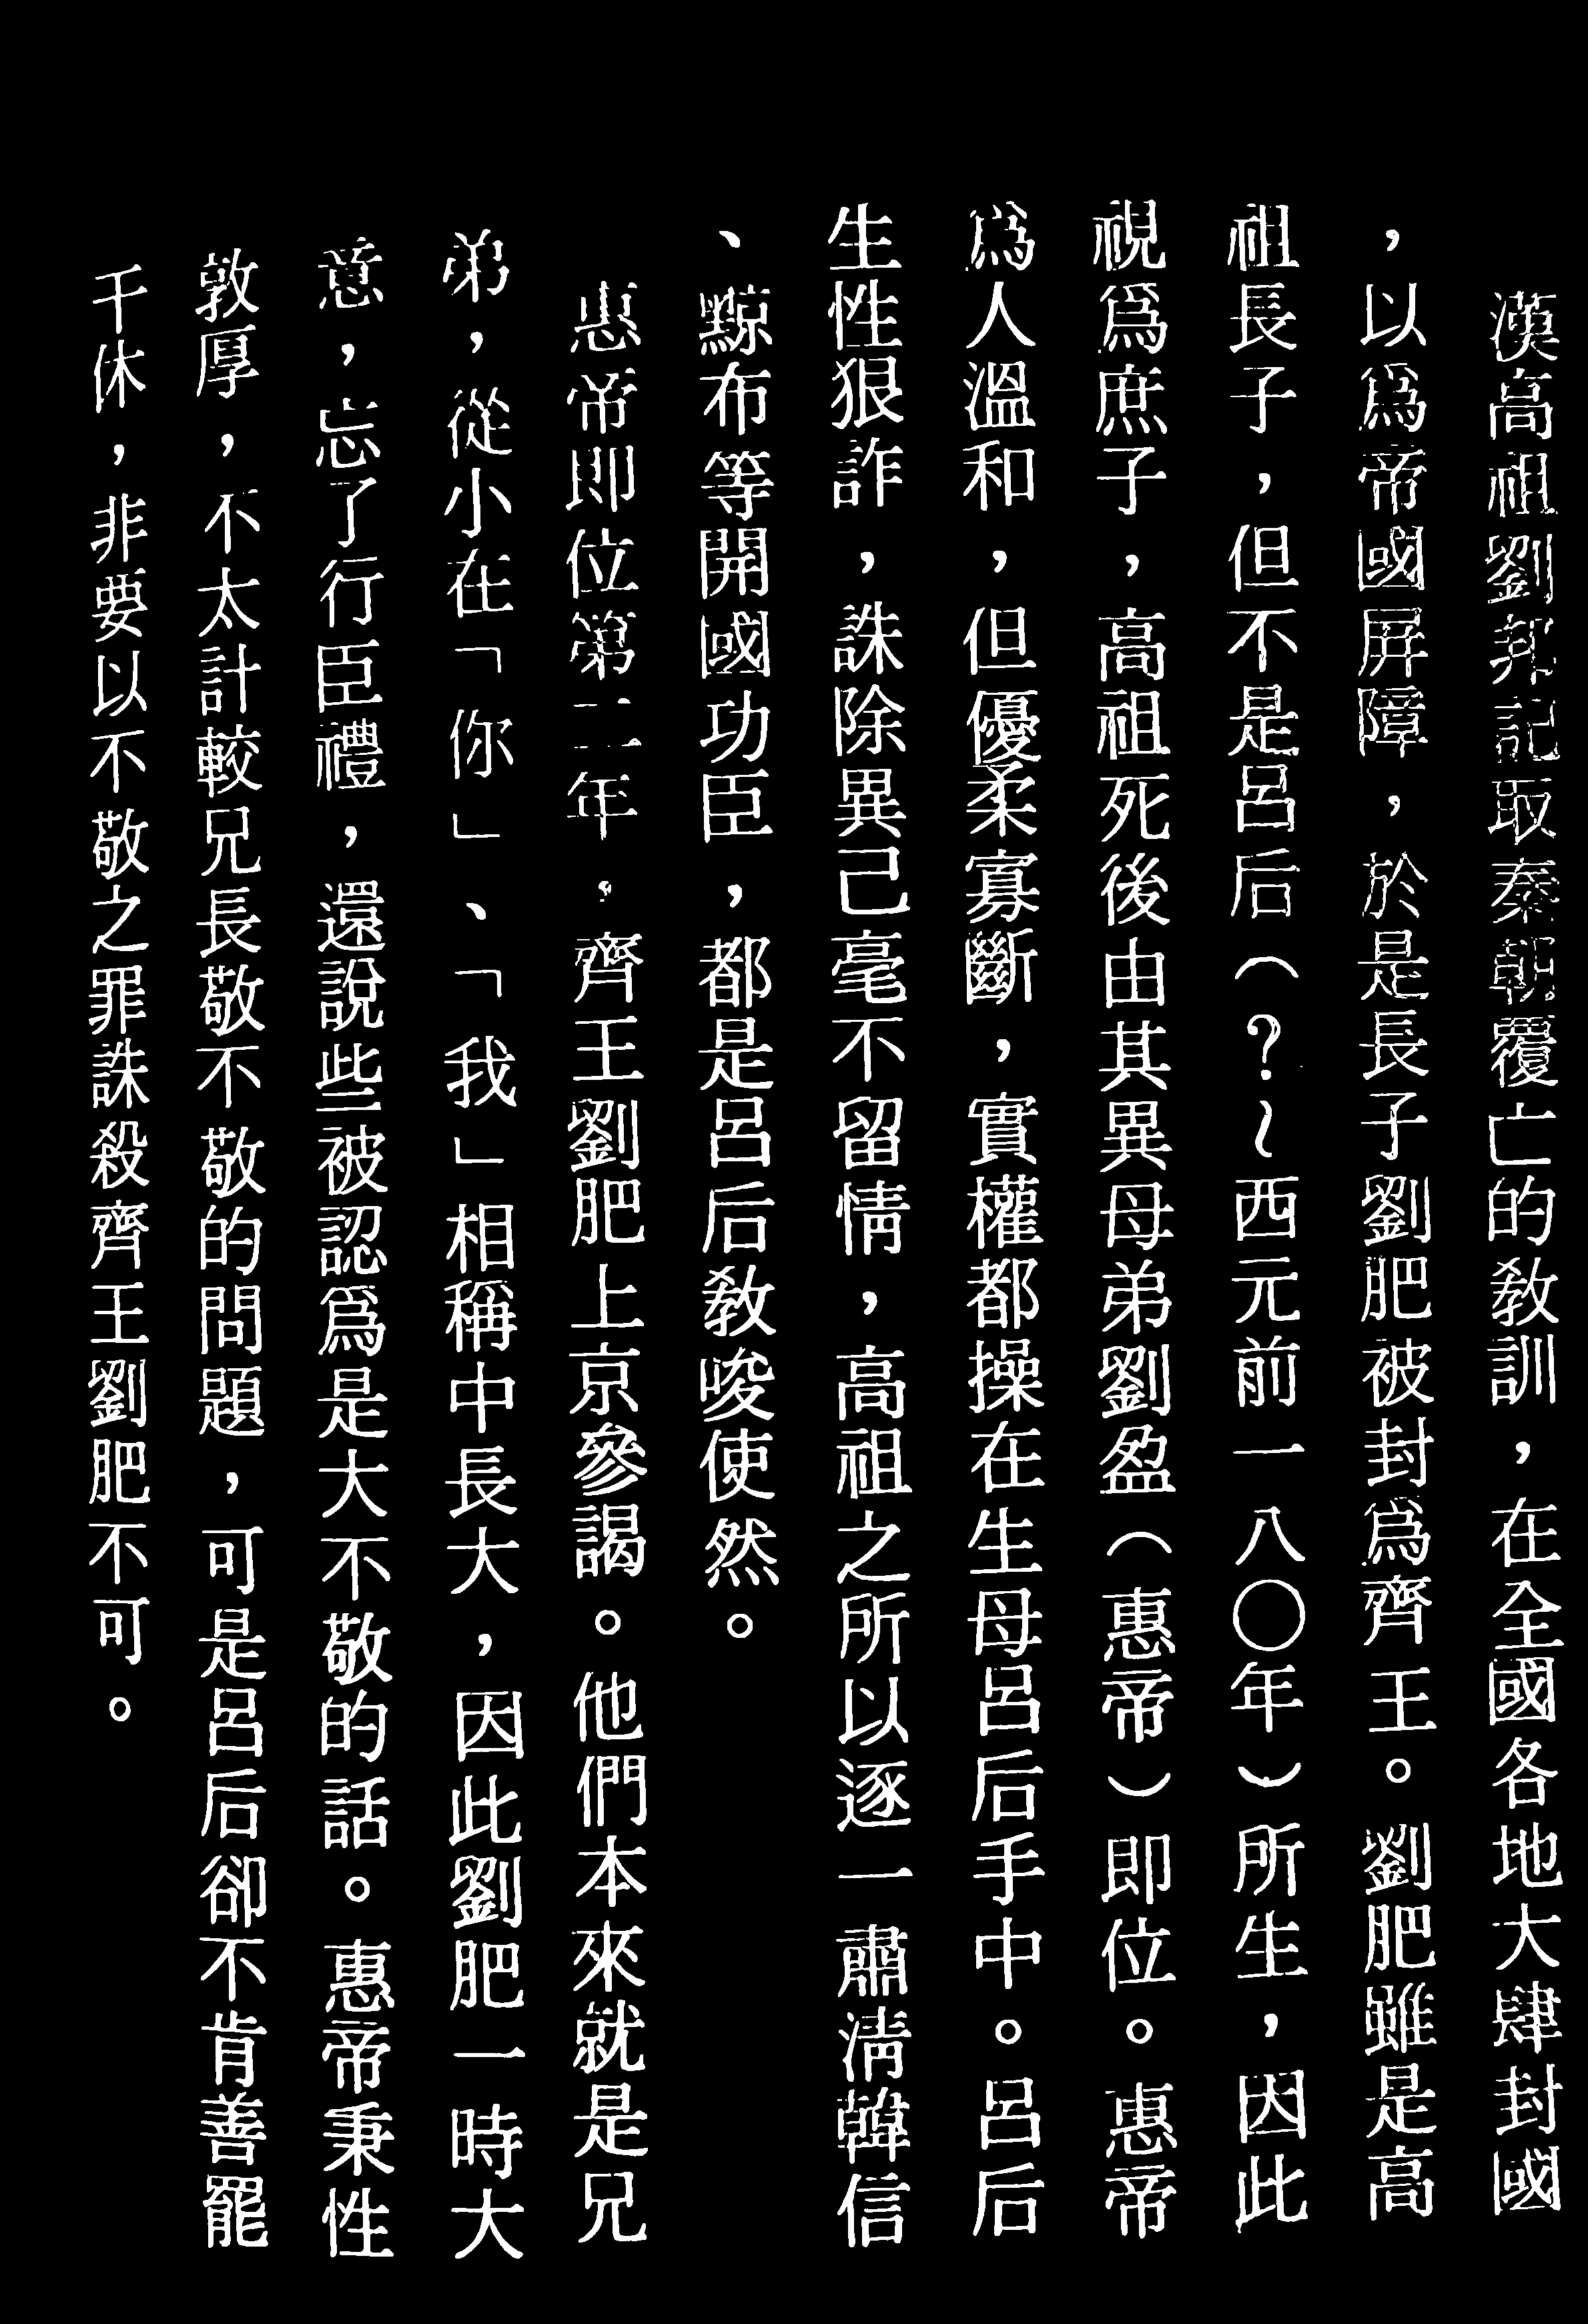 漢高祖劉邦記取秦朝覆亡的教訓，在全國各地大肆封國
，以爲帝國屏障，於是長子劉肥被封爲齊王。劉肥雖是高
祖長子，但不是呂后（？～西元前一八〇年）所生，因此
視爲庶子，高祖死後由其異母弟劉盈（惠帝）即位。惠帝
爲人溫和，但優柔寡斷，實權都操在生母呂后手中。呂后
生性狠詐，誅除異己毫不留情，高祖之所以逐一肅清韓信
、黥布等開國功臣，都是呂后教唆使然。
惠帝即位第二年，齊王劉肥上京參謁。他們本來就是兄
弟，從小在「你」、「我」相稱中長大，因此劉肥一時大
意，忘了行臣禮，還說些被認爲是大不敬的話。惠帝秉性
敦厚，不太計較兄長敬不敬的問題，可是呂后卻不肯善罷
千休，非要以不敬之罪誅殺齊王劉肥不可。